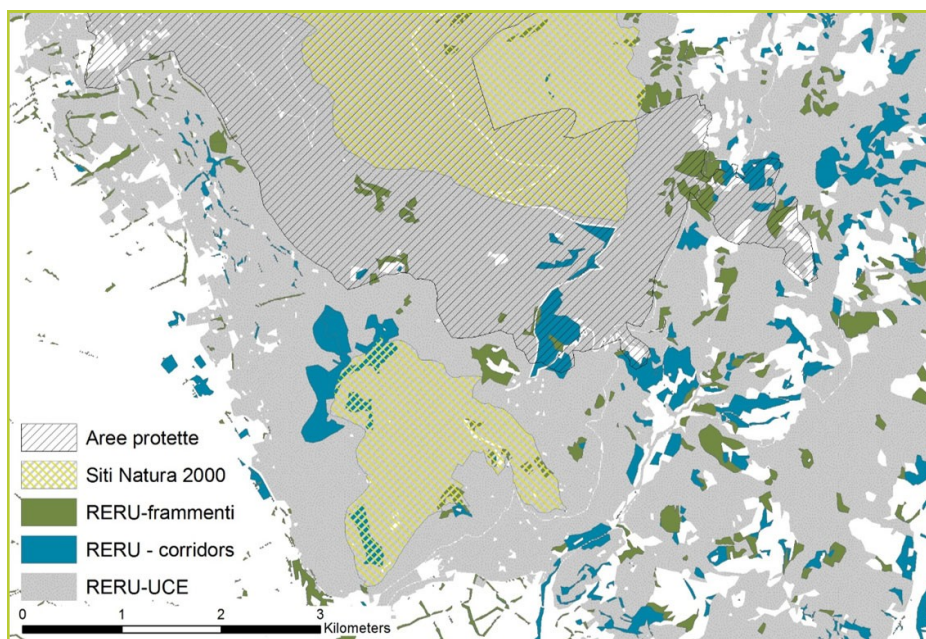 Aree protette
Siti Natura 2000
RERU-frammenti
RERU - corridors
RERU-UCE
0 1 2 3
Kilometers